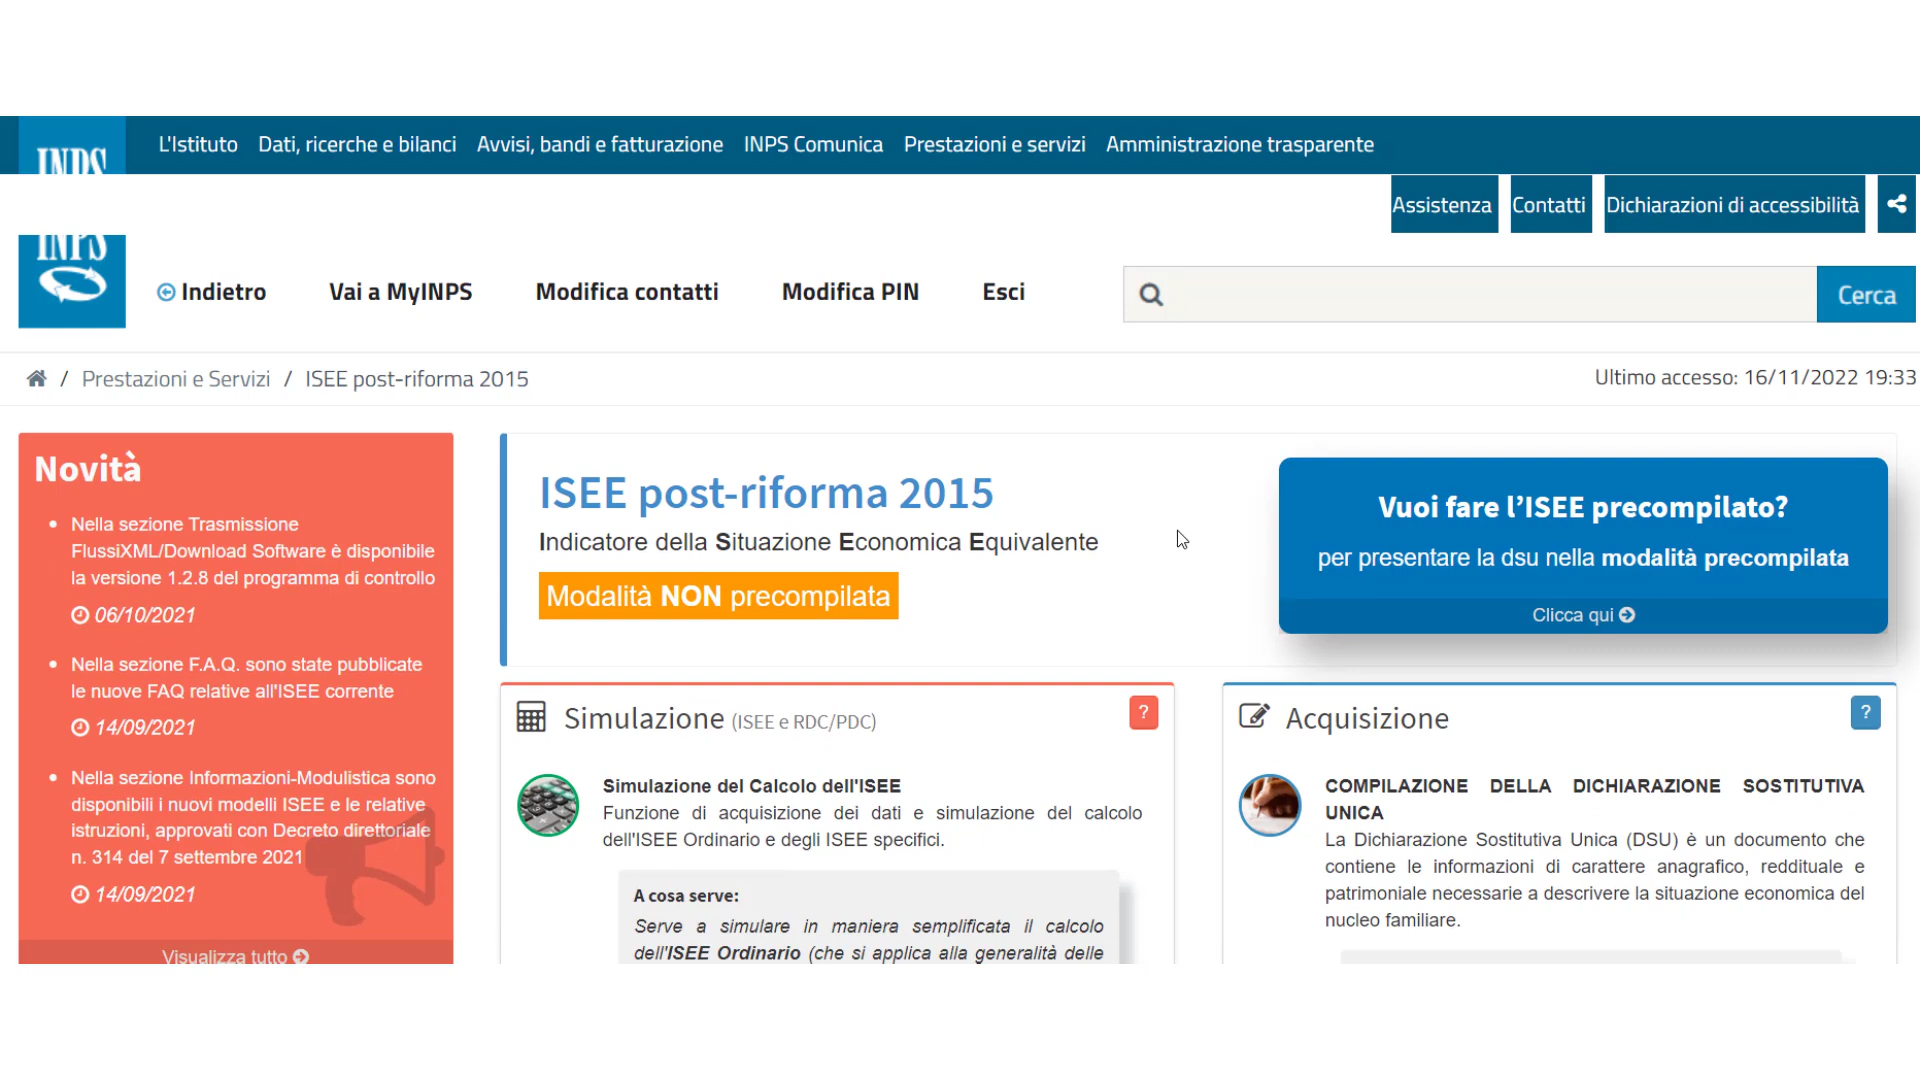 INPS
L'Istituto Dati, ricerche e bilanci Avvisi, bandi e fatturazione INPS Comunica Prestazioni e servizi Amministrazione trasparente
Assistenza Contatti Dichiarazioni di accessibilità
INPS
Indietro Vai a MyINPS Modifica contatti Modifica PIN Esci
Cerca
/ Prestazioni e Servizi / ISEE post-riforma 2015
Ultimo accesso: 16/11/2022 19:33
Novità
• Nella sezione Trasmissione
FlussiXML/Download Software è disponibile
la versione 1.2.8 del programma di controllo
06/10/2021
• Nella sezione F.A.Q. sono state pubblicate
le nuove FAQ relative all'ISEE corrente
14/09/2021
• Nella sezione Informazioni-Modulistica sono
disponibili i nuovi modelli ISEE e le relative
istruzioni, approvati con Decreto direttoriale
n. 314 del 7 settembre 2021
14/09/2021
Visualizza tutto
ISEE post-riforma 2015
Indicatore della Situazione Economica Equivalente
Modalità NON precompilata
Vuoi fare l’ISEE precompilato?
per presentare la dsu nella modalità precompilata
Clicca qui
Simulazione (ISEE e RDC/PDC)
?
Simulazione del Calcolo dell'ISEE
Funzione di acquisizione dei dati e simulazione del calcolo
dell'ISEE Ordinario e degli ISEE specifici.
A cosa serve:
Serve a simulare in maniera semplificata il calcolo
dell'ISEE Ordinario (che si applica alla generalità delle
Acquisizione
?
COMPILAZIONE DELLA DICHIARAZIONE SOSTITUTIVA
UNICA
La Dichiarazione Sostitutiva Unica (DSU) è un documento che
contiene le informazioni di carattere anagrafico, reddituale e
patrimoniale necessarie a descrivere la situazione economica del
nucleo familiare.